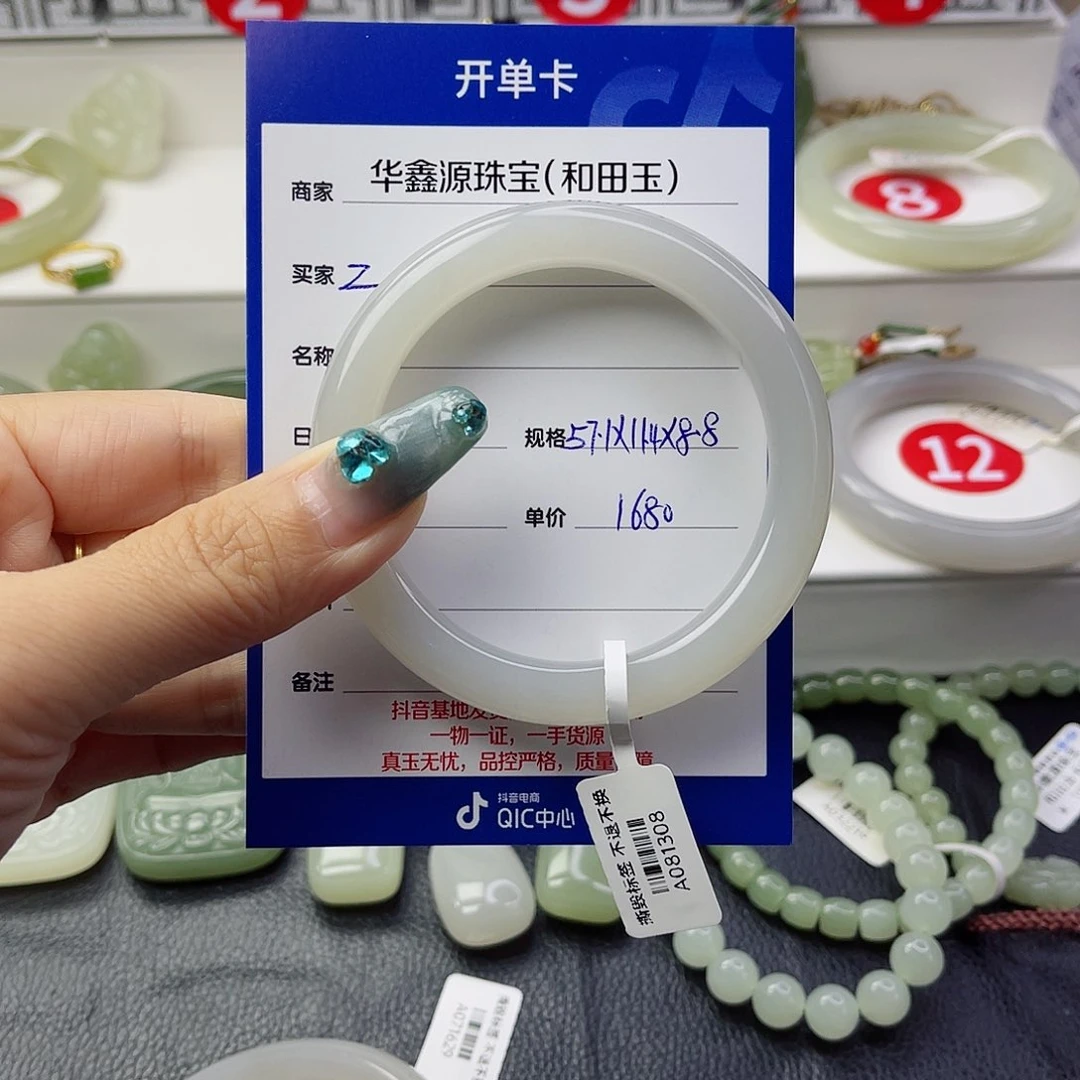 开单卡
商家 华鑫源珠宝(和田玉)
买家 Z
名称
日
规格 57.1X11.4X8.8
单价 1680
备注
抖音基地发
一物一证，一手货源
真玉无忧，品控严格，质量
抖音电商
QIC中心
撕毁标签 不退不换
A081308
8
12
A071629